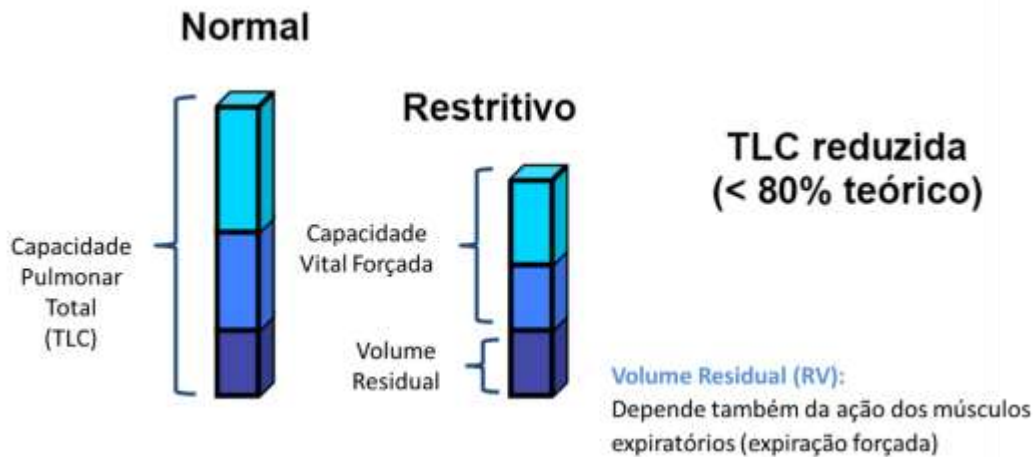 Normal
Restritivo
TLC reduzida
(< 80% teórico)
Capacidade
Pulmonar
Total
(TLC)
Capacidade
Vital Forçada
Volume
Residual
Volume Residual (RV):
Depende também da ação dos músculos
expiratórios (expiração forçada)